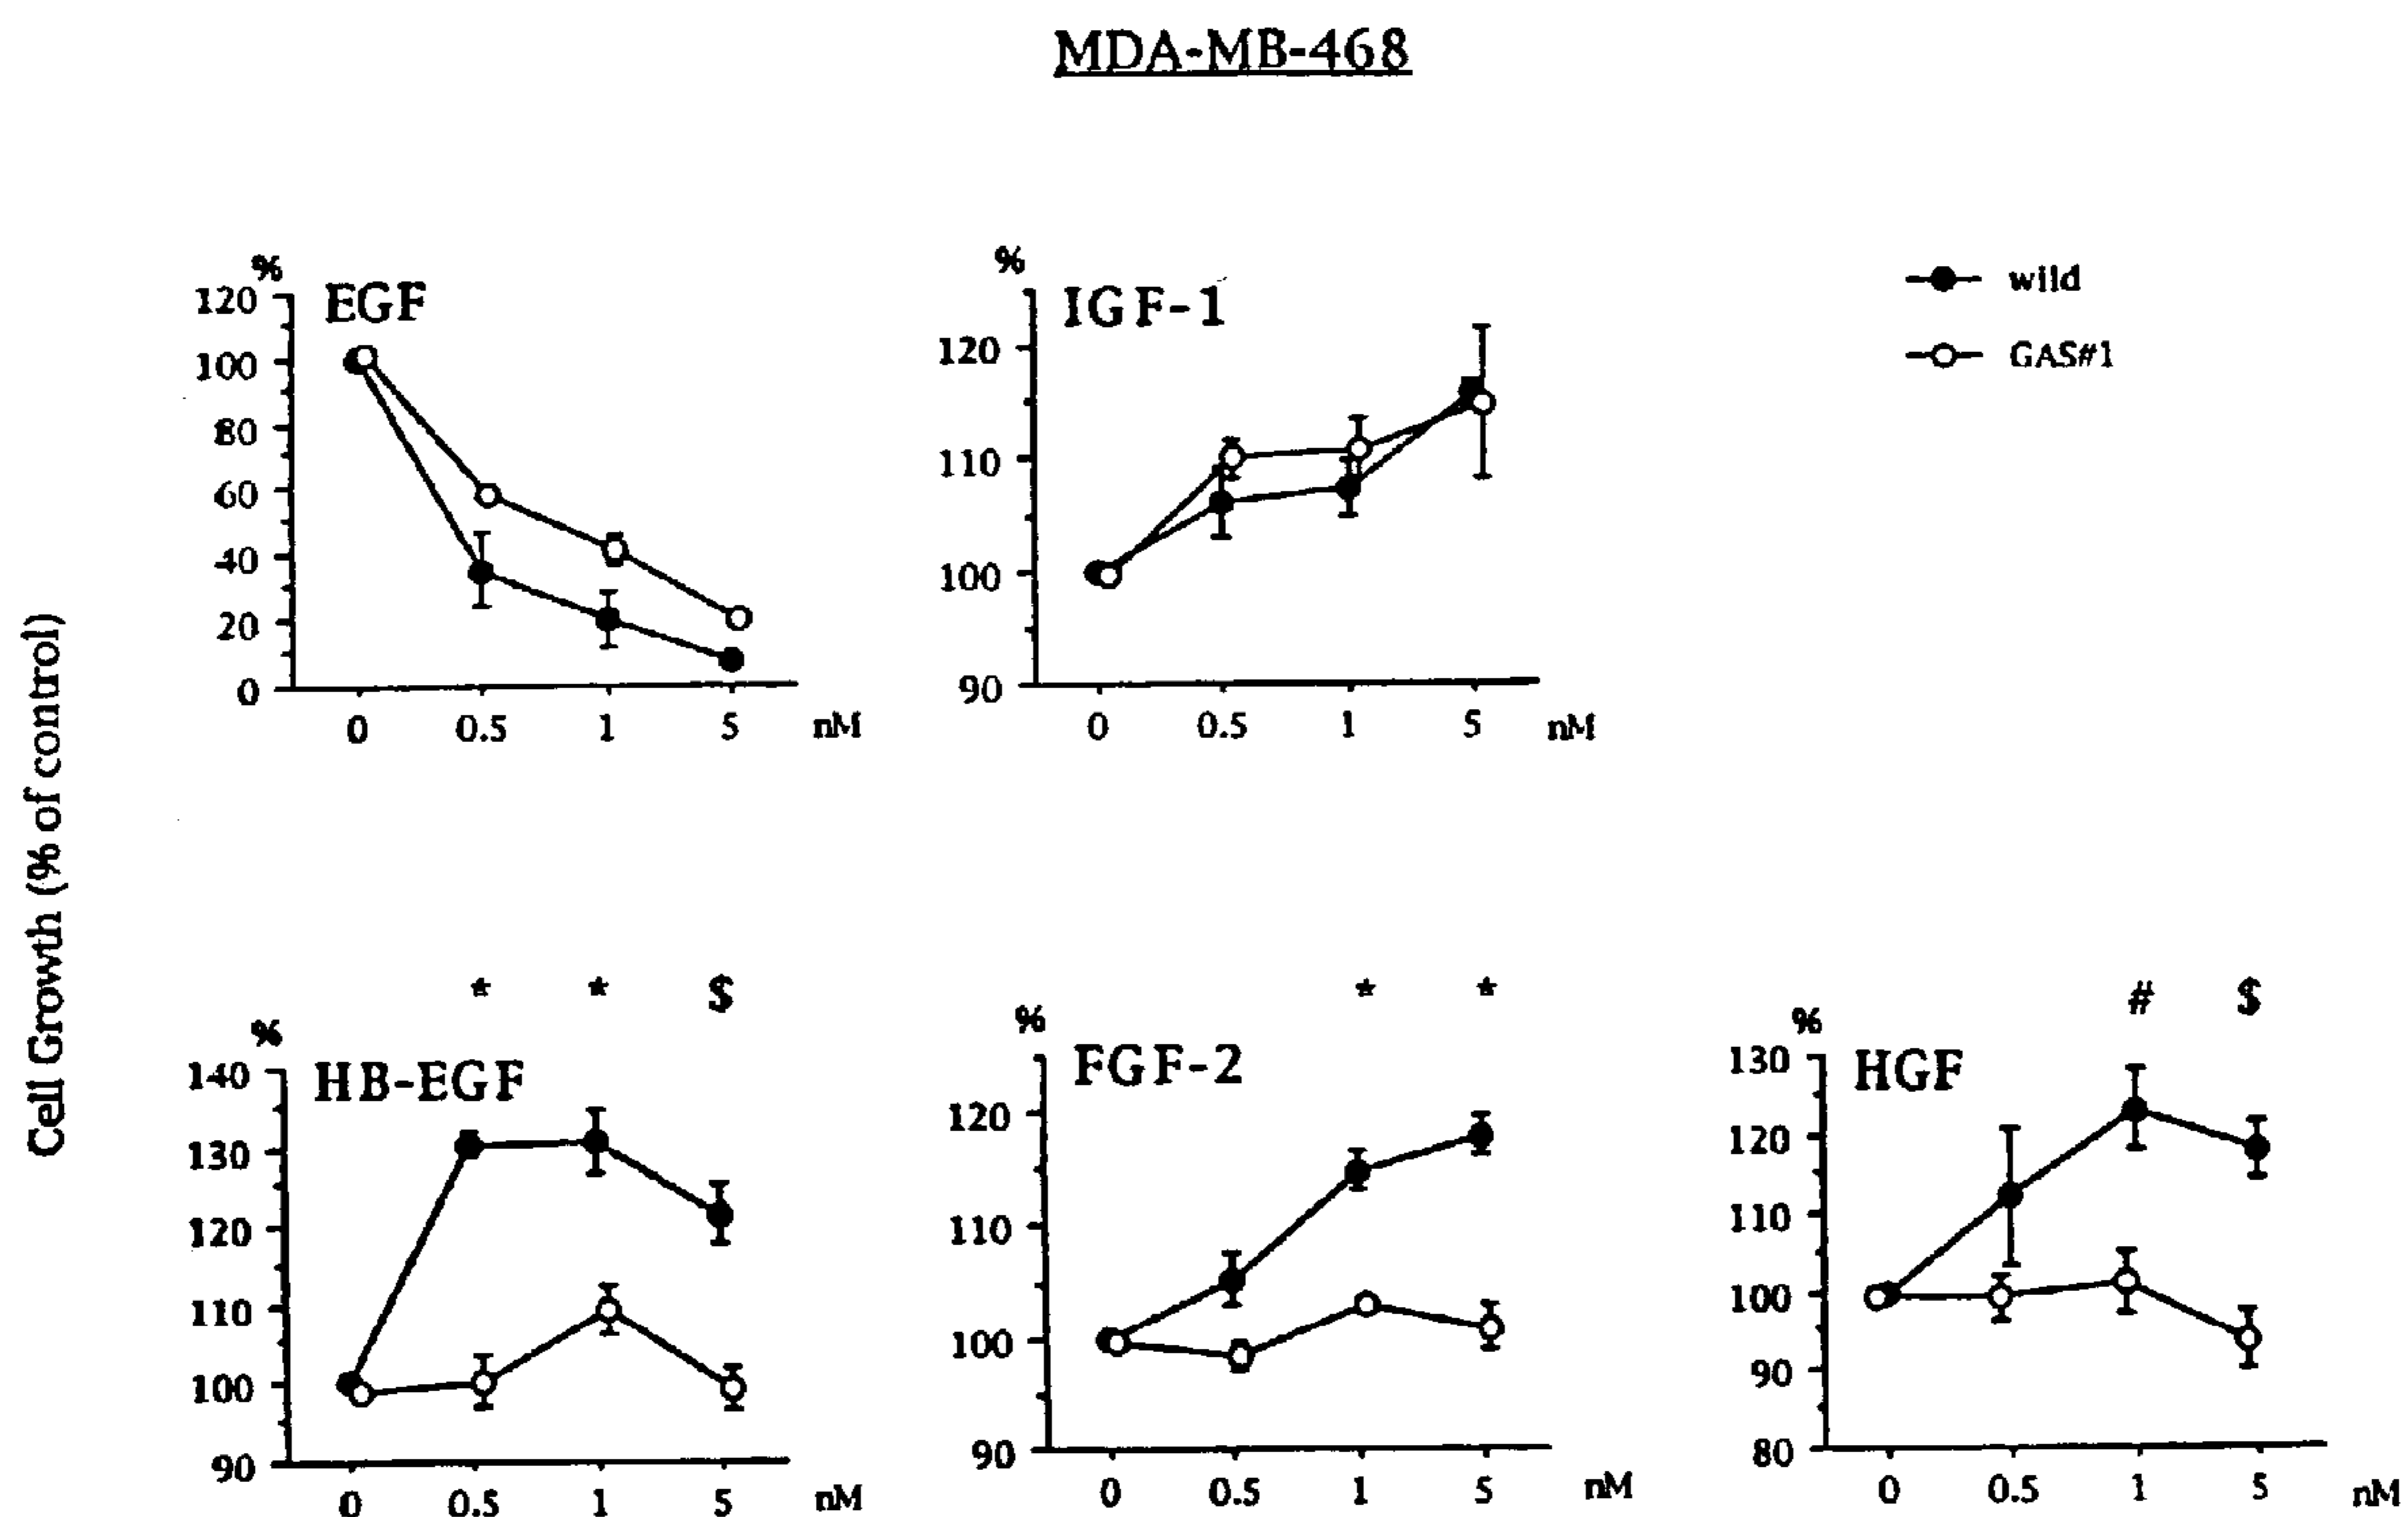 MDA-MB-468
Cell Growth (% of control)
%
EGF
120
100
80
60
40
20
0
0 0.5 1 5 nM
%
IGF-1
120
110
100
90
0 0.5 1 5 nM
wild
GAS#1
* * $
%
HB-EGF
140
130
120
110
100
90
0 0.5 1 5 nM
* *
%
FGF-2
120
110
100
90
0 0.5 1 5 nM
# $
%
HGF
130
120
110
100
90
80
0 0.5 1 5 nM